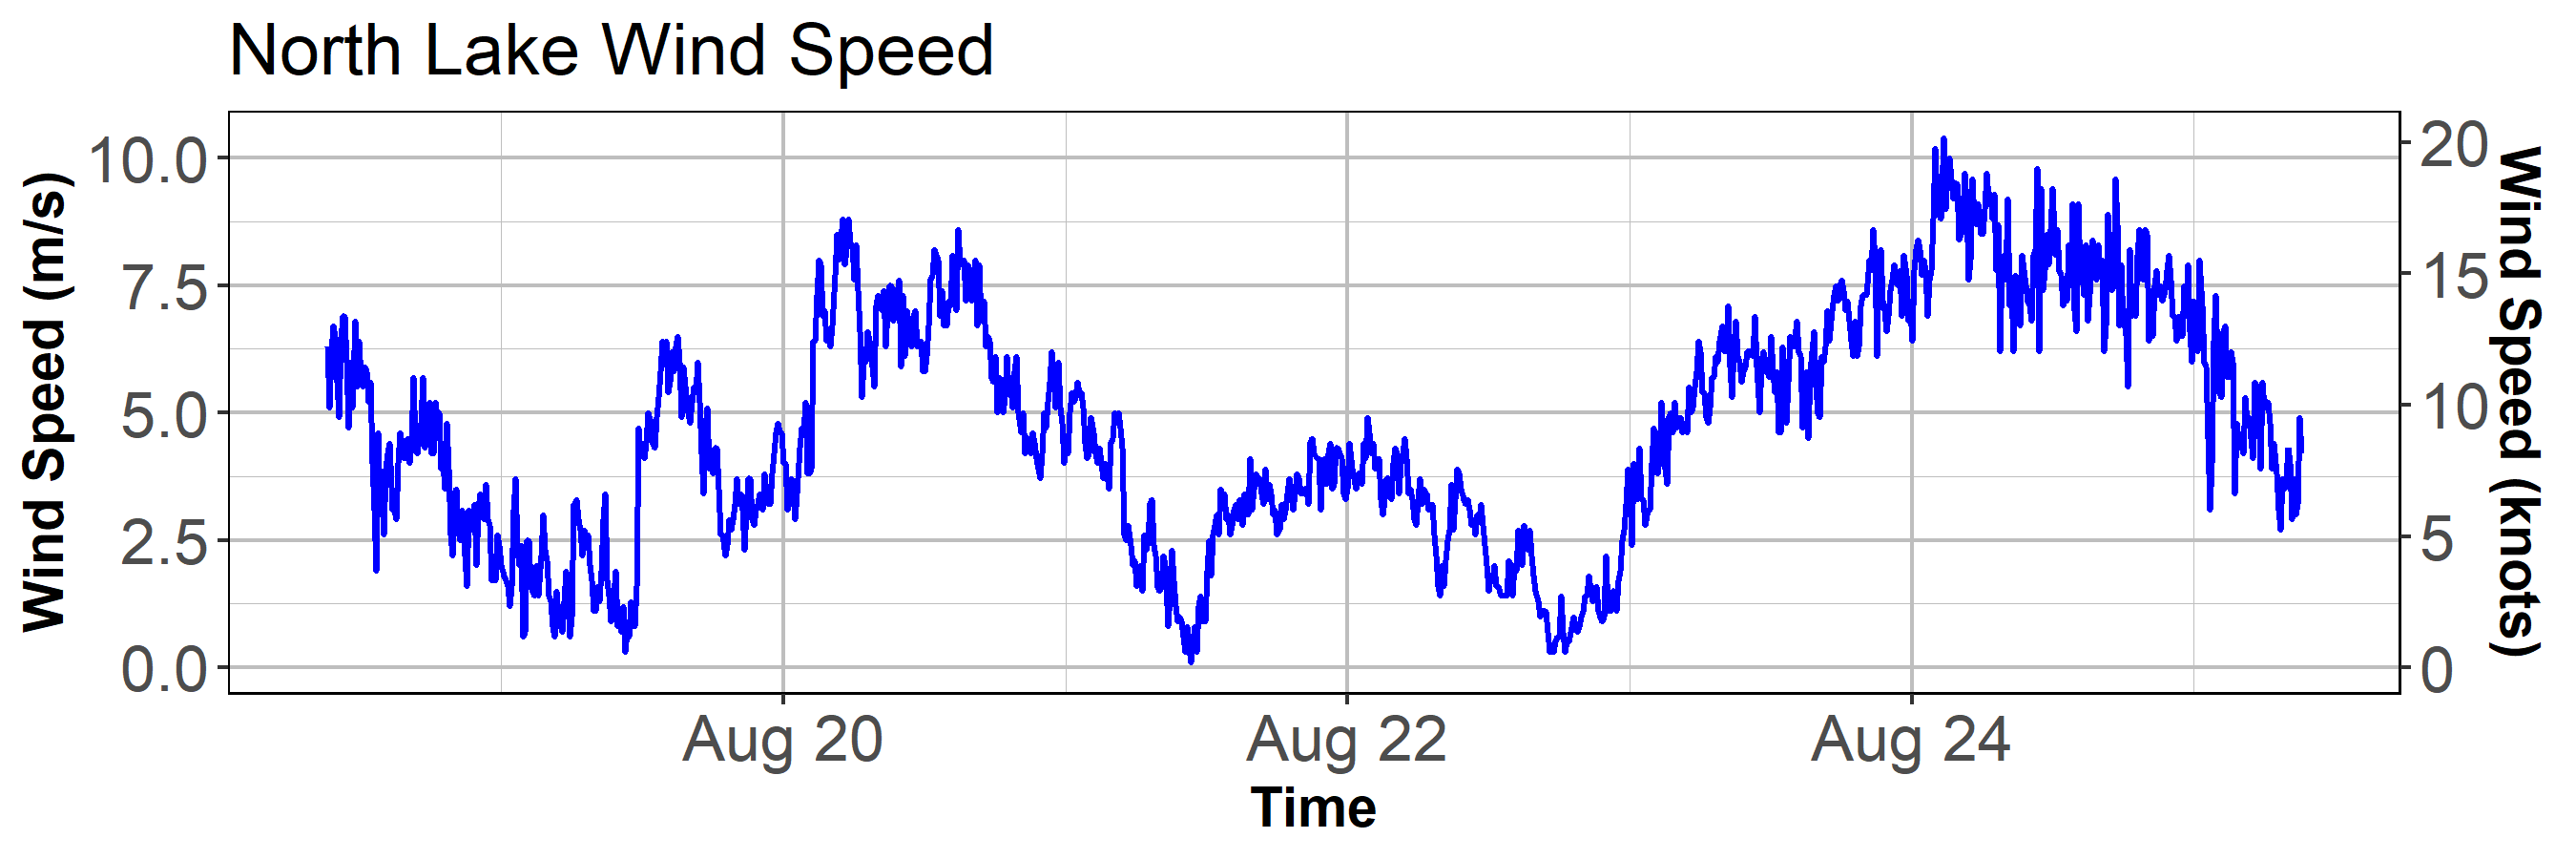 North Lake Wind Speed
Wind Speed (m/s)
10.0
7.5
5.0
2.5
0.0
20
15
10
5
0
Wind Speed (knots)
Aug 20
Aug 22
Aug 24
Time